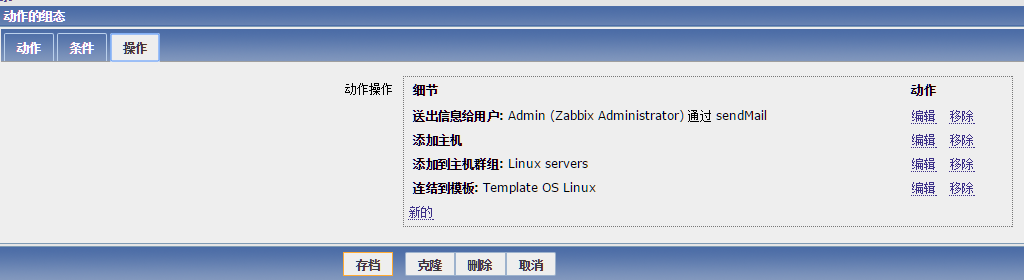 动作的组态
动作 条件 操作
动作操作 细节 动作
送出信息给用户: Admin (Zabbix Administrator) 通过 sendMail 编辑 移除
添加主机 编辑 移除
添加到主机群组: Linux servers 编辑 移除
连结到模板: Template OS Linux 编辑 移除
新的
存档 克隆 删除 取消